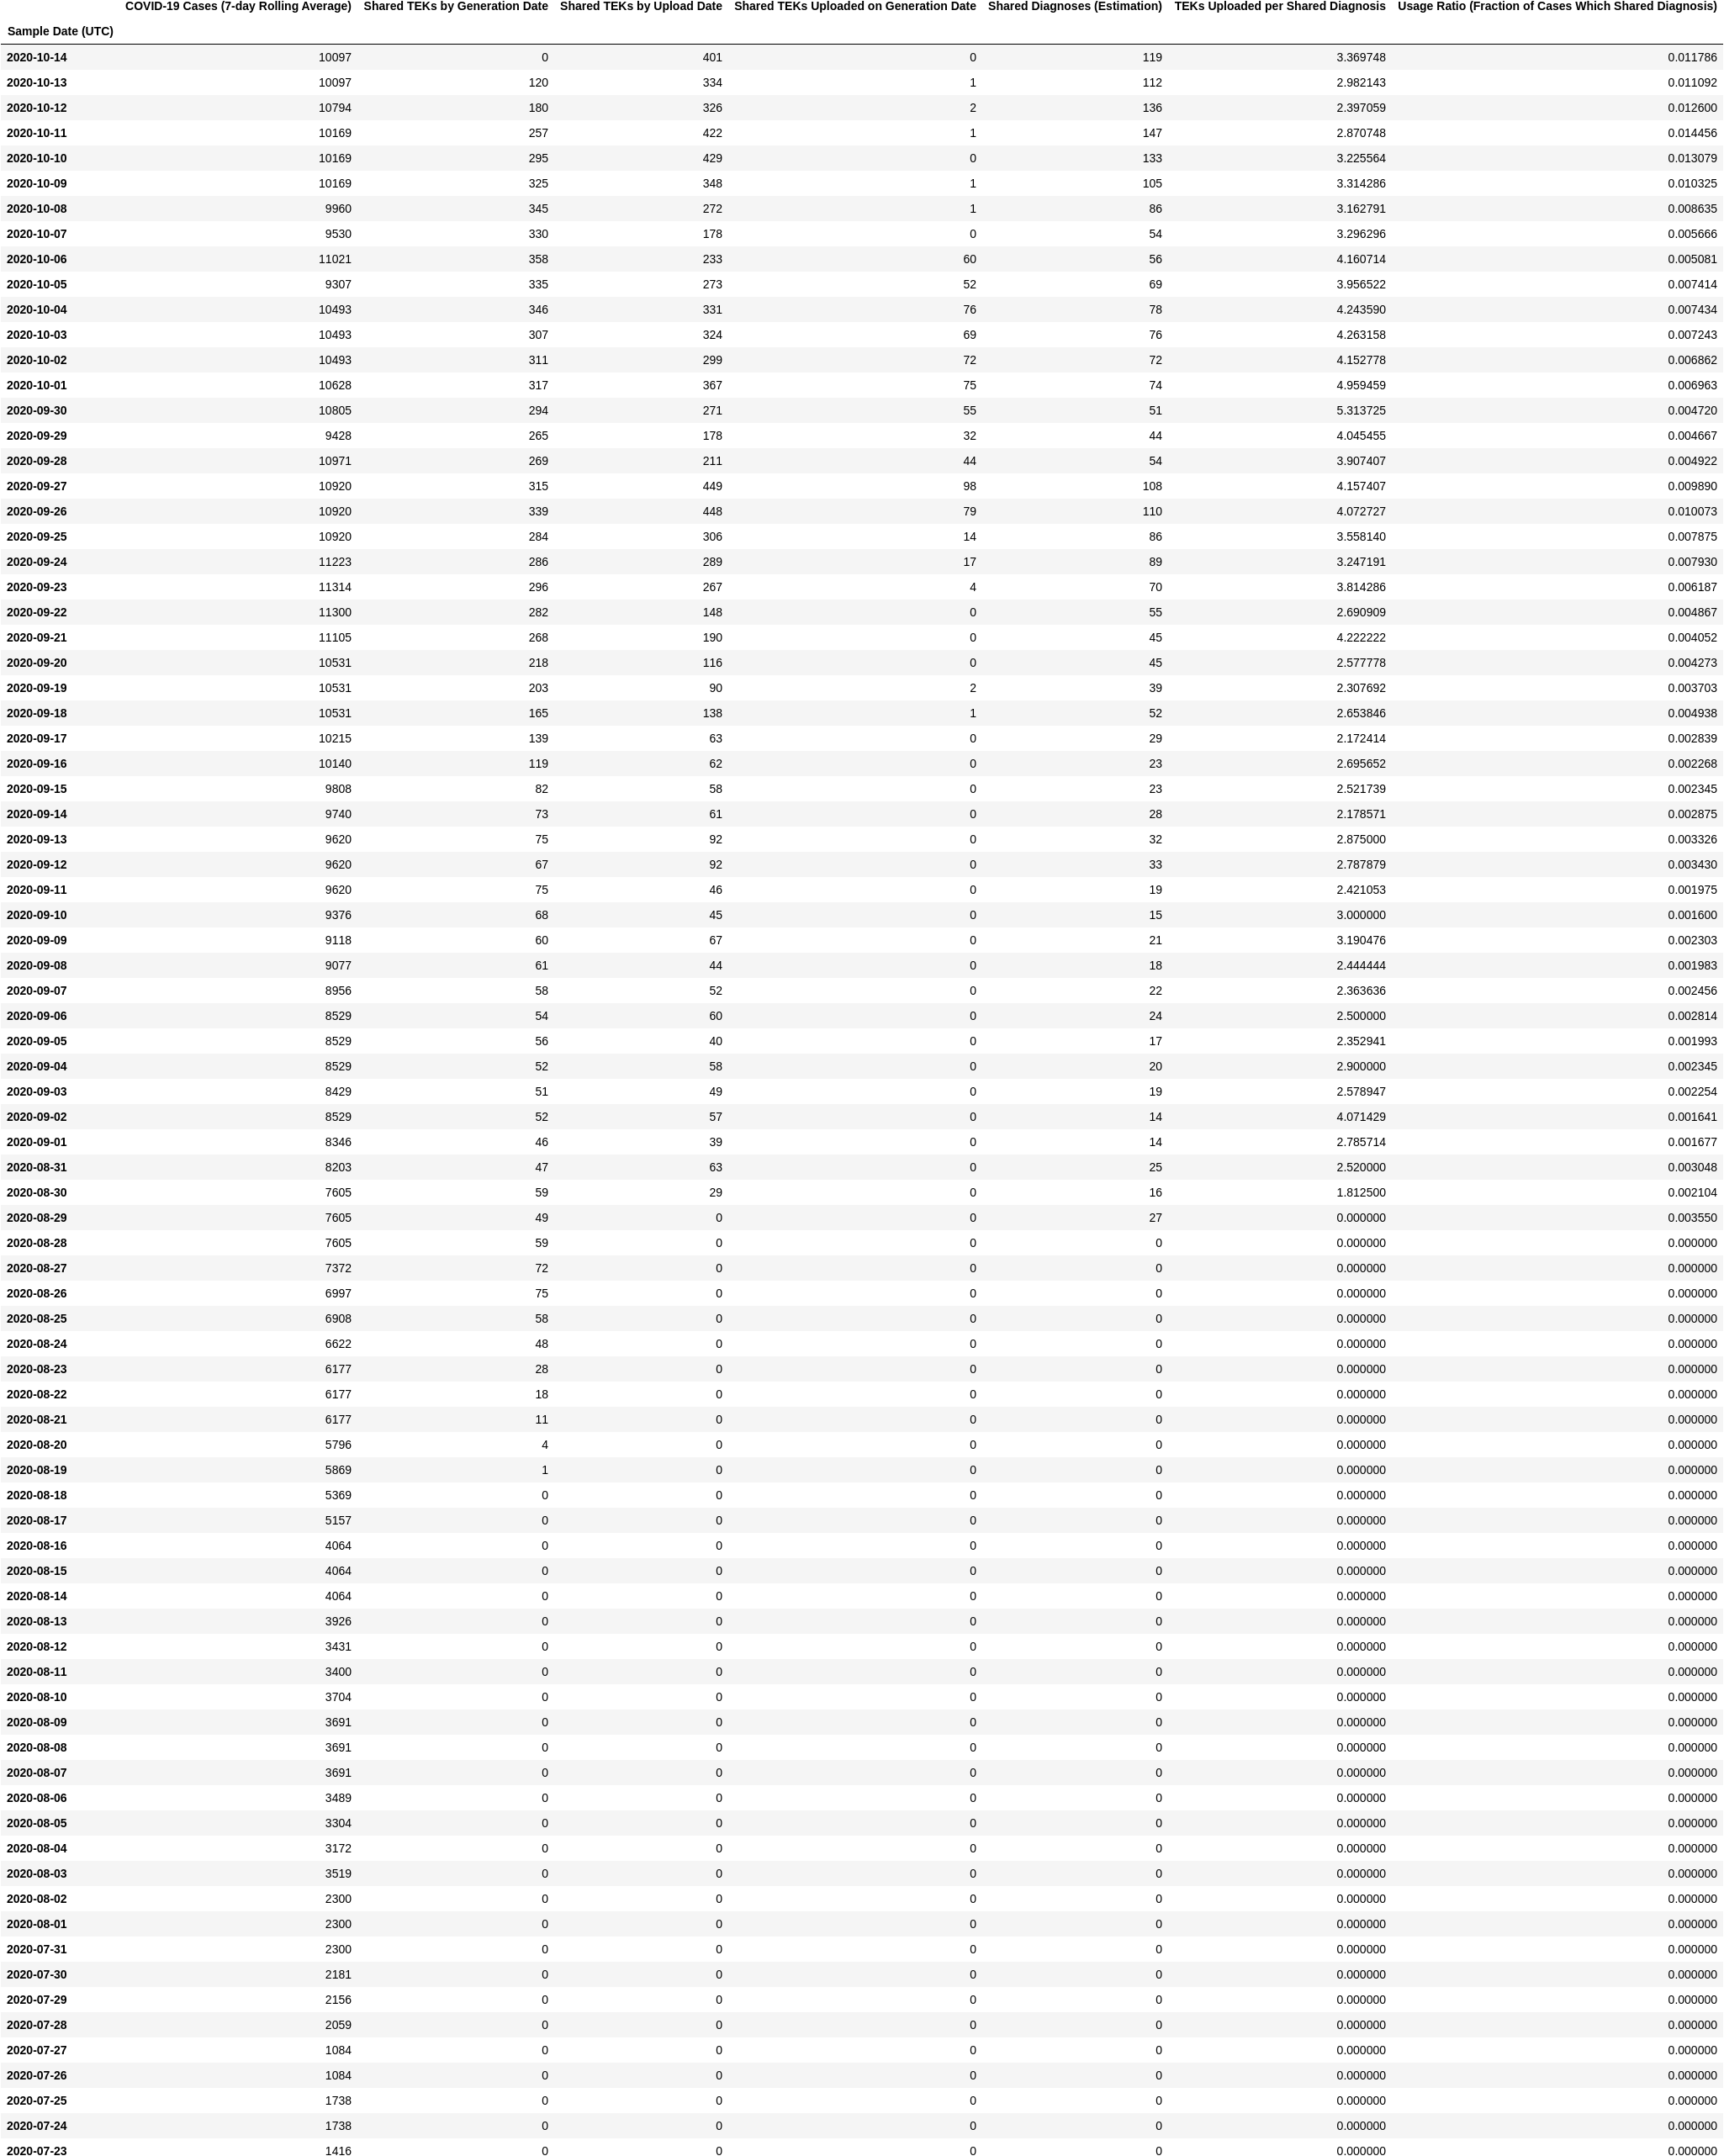 COVID-19 Cases (7-day Rolling Average) Shared TEKs by Generation Date Shared TEKs by Upload Date Shared TEKs Uploaded on Generation Date Shared Diagnoses (Estimation) TEKs Uploaded per Shared Diagnosis Usage Ratio (Fraction of Cases Which Shared Diagnosis)
Sample Date (UTC)
2020-10-14 10097 0 401 0 119 3.369748 0.011786
2020-10-13 10097 120 334 1 112 2.982143 0.011092
2020-10-12 10794 180 326 2 136 2.397059 0.012600
2020-10-11 10169 257 422 1 147 2.870748 0.014456
2020-10-10 10169 295 429 0 133 3.225564 0.013079
2020-10-09 10169 325 348 1 105 3.314286 0.010325
2020-10-08 9960 345 272 1 86 3.162791 0.008635
2020-10-07 9530 330 178 0 54 3.296296 0.005666
2020-10-06 11021 358 233 60 56 4.160714 0.005081
2020-10-05 9307 335 273 52 69 3.956522 0.007414
2020-10-04 10493 346 331 76 78 4.243590 0.007434
2020-10-03 10493 307 324 69 76 4.263158 0.007243
2020-10-02 10493 311 299 72 72 4.152778 0.006862
2020-10-01 10628 317 367 75 74 4.959459 0.006963
2020-09-30 10805 294 271 55 51 5.313725 0.004720
2020-09-29 9428 265 178 32 44 4.045455 0.004667
2020-09-28 10971 269 211 44 54 3.907407 0.004922
2020-09-27 10920 315 449 98 108 4.157407 0.009890
2020-09-26 10920 339 448 79 110 4.072727 0.010073
2020-09-25 10920 284 306 14 86 3.558140 0.007875
2020-09-24 11223 286 289 17 89 3.247191 0.007930
2020-09-23 11314 296 267 4 70 3.814286 0.006187
2020-09-22 11300 282 148 0 55 2.690909 0.004867
2020-09-21 11105 268 190 0 45 4.222222 0.004052
2020-09-20 10531 218 116 0 45 2.577778 0.004273
2020-09-19 10531 203 90 2 39 2.307692 0.003703
2020-09-18 10531 165 138 1 52 2.653846 0.004938
2020-09-17 10215 139 63 0 29 2.172414 0.002839
2020-09-16 10140 119 62 0 23 2.695652 0.002268
2020-09-15 9808 82 58 0 23 2.521739 0.002345
2020-09-14 9740 73 61 0 28 2.178571 0.002875
2020-09-13 9620 75 92 0 32 2.875000 0.003326
2020-09-12 9620 67 92 0 33 2.787879 0.003430
2020-09-11 9620 75 46 0 19 2.421053 0.001975
2020-09-10 9376 68 45 0 15 3.000000 0.001600
2020-09-09 9118 60 67 0 21 3.190476 0.002303
2020-09-08 9077 61 44 0 18 2.444444 0.001983
2020-09-07 8956 58 52 0 22 2.363636 0.002456
2020-09-06 8529 54 60 0 24 2.500000 0.002814
2020-09-05 8529 56 40 0 17 2.352941 0.001993
2020-09-04 8529 52 58 0 20 2.900000 0.002345
2020-09-03 8429 51 49 0 19 2.578947 0.002254
2020-09-02 8529 52 57 0 14 4.071429 0.001641
2020-09-01 8346 46 39 0 14 2.785714 0.001677
2020-08-31 8203 47 63 0 25 2.520000 0.003048
2020-08-30 7605 59 29 0 16 1.812500 0.002104
2020-08-29 7605 49 0 0 27 0.000000 0.003550
2020-08-28 7605 59 0 0 0 0.000000 0.000000
2020-08-27 7372 72 0 0 0 0.000000 0.000000
2020-08-26 6997 75 0 0 0 0.000000 0.000000
2020-08-25 6908 58 0 0 0 0.000000 0.000000
2020-08-24 6622 48 0 0 0 0.000000 0.000000
2020-08-23 6177 28 0 0 0 0.000000 0.000000
2020-08-22 6177 18 0 0 0 0.000000 0.000000
2020-08-21 6177 11 0 0 0 0.000000 0.000000
2020-08-20 5796 4 0 0 0 0.000000 0.000000
2020-08-19 5869 1 0 0 0 0.000000 0.000000
2020-08-18 5369 0 0 0 0 0.000000 0.000000
2020-08-17 5157 0 0 0 0 0.000000 0.000000
2020-08-16 4064 0 0 0 0 0.000000 0.000000
2020-08-15 4064 0 0 0 0 0.000000 0.000000
2020-08-14 4064 0 0 0 0 0.000000 0.000000
2020-08-13 3926 0 0 0 0 0.000000 0.000000
2020-08-12 3431 0 0 0 0 0.000000 0.000000
2020-08-11 3400 0 0 0 0 0.000000 0.000000
2020-08-10 3704 0 0 0 0 0.000000 0.000000
2020-08-09 3691 0 0 0 0 0.000000 0.000000
2020-08-08 3691 0 0 0 0 0.000000 0.000000
2020-08-07 3691 0 0 0 0 0.000000 0.000000
2020-08-06 3489 0 0 0 0 0.000000 0.000000
2020-08-05 3304 0 0 0 0 0.000000 0.000000
2020-08-04 3172 0 0 0 0 0.000000 0.000000
2020-08-03 3519 0 0 0 0 0.000000 0.000000
2020-08-02 2300 0 0 0 0 0.000000 0.000000
2020-08-01 2300 0 0 0 0 0.000000 0.000000
2020-07-31 2300 0 0 0 0 0.000000 0.000000
2020-07-30 2181 0 0 0 0 0.000000 0.000000
2020-07-29 2156 0 0 0 0 0.000000 0.000000
2020-07-28 2059 0 0 0 0 0.000000 0.000000
2020-07-27 1084 0 0 0 0 0.000000 0.000000
2020-07-26 1084 0 0 0 0 0.000000 0.000000
2020-07-25 1738 0 0 0 0 0.000000 0.000000
2020-07-24 1738 0 0 0 0 0.000000 0.000000
2020-07-23 1416 0 0 0 0 0.000000 0.000000